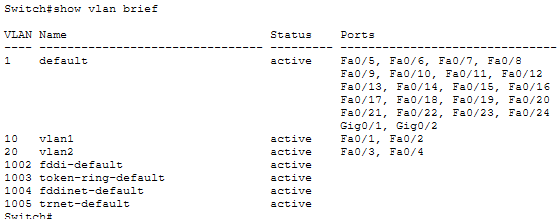 Switch#show vlan brief
VLAN Name                             Status    Ports
---- -------------------------------- --------- -------------------------------
1    default                          active    Fa0/5, Fa0/6, Fa0/7, Fa0/8
                                                Fa0/9, Fa0/10, Fa0/11, Fa0/12
                                                Fa0/13, Fa0/14, Fa0/15, Fa0/16
                                                Fa0/17, Fa0/18, Fa0/19, Fa0/20
                                                Fa0/21, Fa0/22, Fa0/23, Fa0/24
                                                Gig0/1, Gig0/2
10   vlan1                            active    Fa0/1, Fa0/2
20   vlan2                            active    Fa0/3, Fa0/4
1002 fddi-default                     active
1003 token-ring-default               active
1004 fddinet-default                  active
1005 trnet-default                    active
Switch#